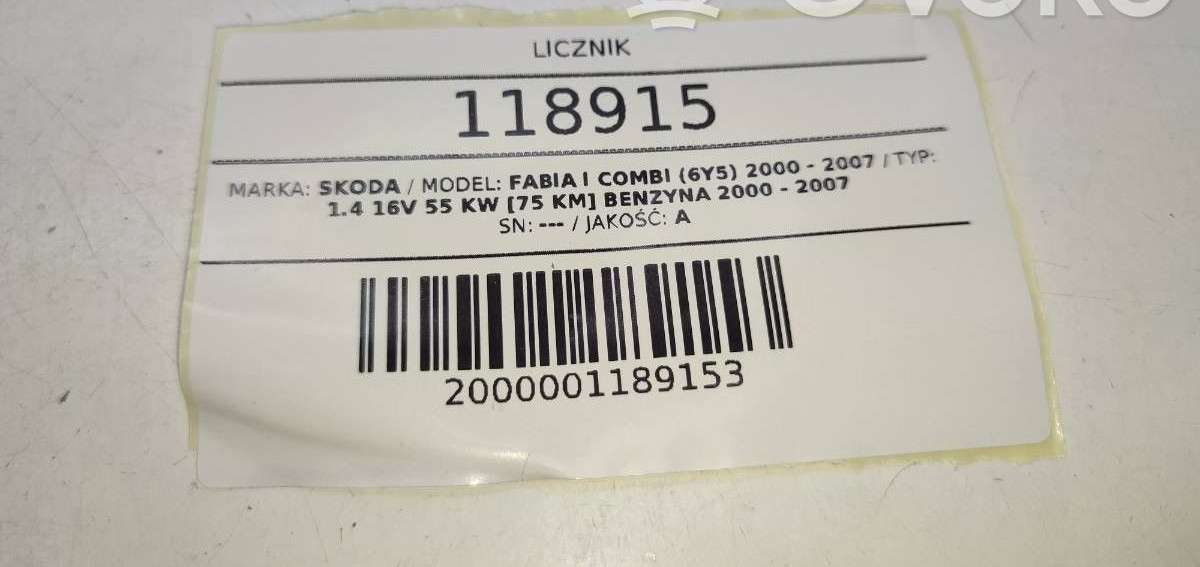 LICZNIK
118915
MARKA: SKODA / MODEL: FABIA I COMBI (6Y5) 2000 - 2007 / TYP:
1.4 16V 55 KW [75 KM] BENZYNA 2000 - 2007
SN: --- / JAKOŚĆ: A
2000001189153